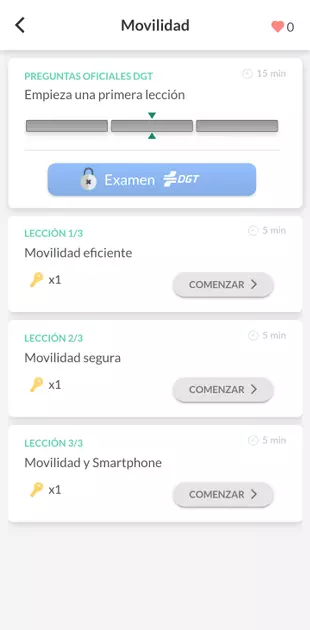 Movilidad
0
PREGUNTAS OFICIALES DGT
15 min
Empieza una primera lección
Examen DGT
LECCIÓN 1/3
5 min
Movilidad eficiente
x1
COMENZAR
LECCIÓN 2/3
5 min
Movilidad segura
x1
COMENZAR
LECCIÓN 3/3
5 min
Movilidad y Smartphone
x1
COMENZAR